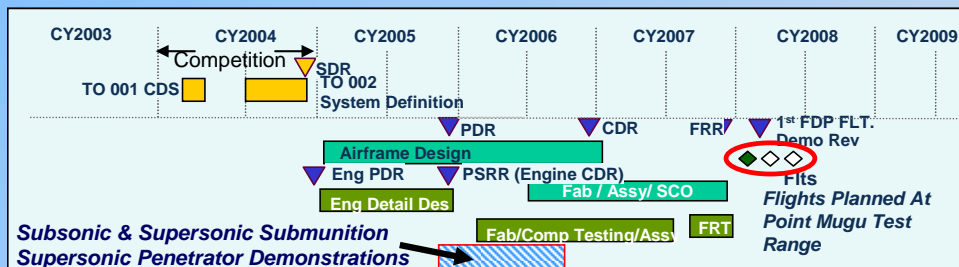 CY2003 CY2004 CY2005 CY2006 CY2007 CY2008 CY2009
Competition
SDR
TO 001 CDS
TO 002
System Definition
PDR
CDR
FRR
1st FDP FLT.
Demo Rev
Airframe Design
Eng PDR
PSRR (Engine CDR)
Flts
Fab / Assy/ SCO
Eng Detail Des
Flights Planned At
Point Mugu Test
Range
Fab/Comp Testing/Assy
FRT
Subsonic & Supersonic Submunition
Supersonic Penetrator Demonstrations